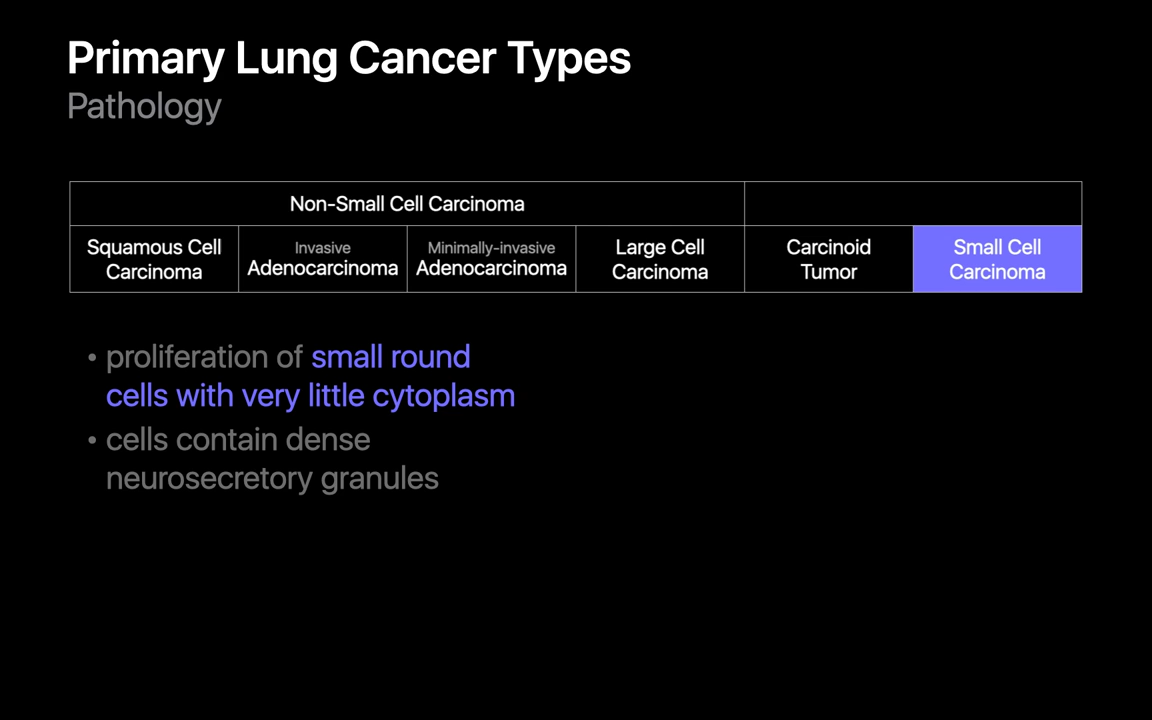 Primary Lung Cancer Types
Pathology
Non-Small Cell Carcinoma
Squamous Cell
Carcinoma
Invasive
Adenocarcinoma
Minimally-invasive
Adenocarcinoma
Large Cell
Carcinoma
Carcinoid
Tumor
Small Cell
Carcinoma
• proliferation of small round
cells with very little cytoplasm
• cells contain dense
neurosecretory granules